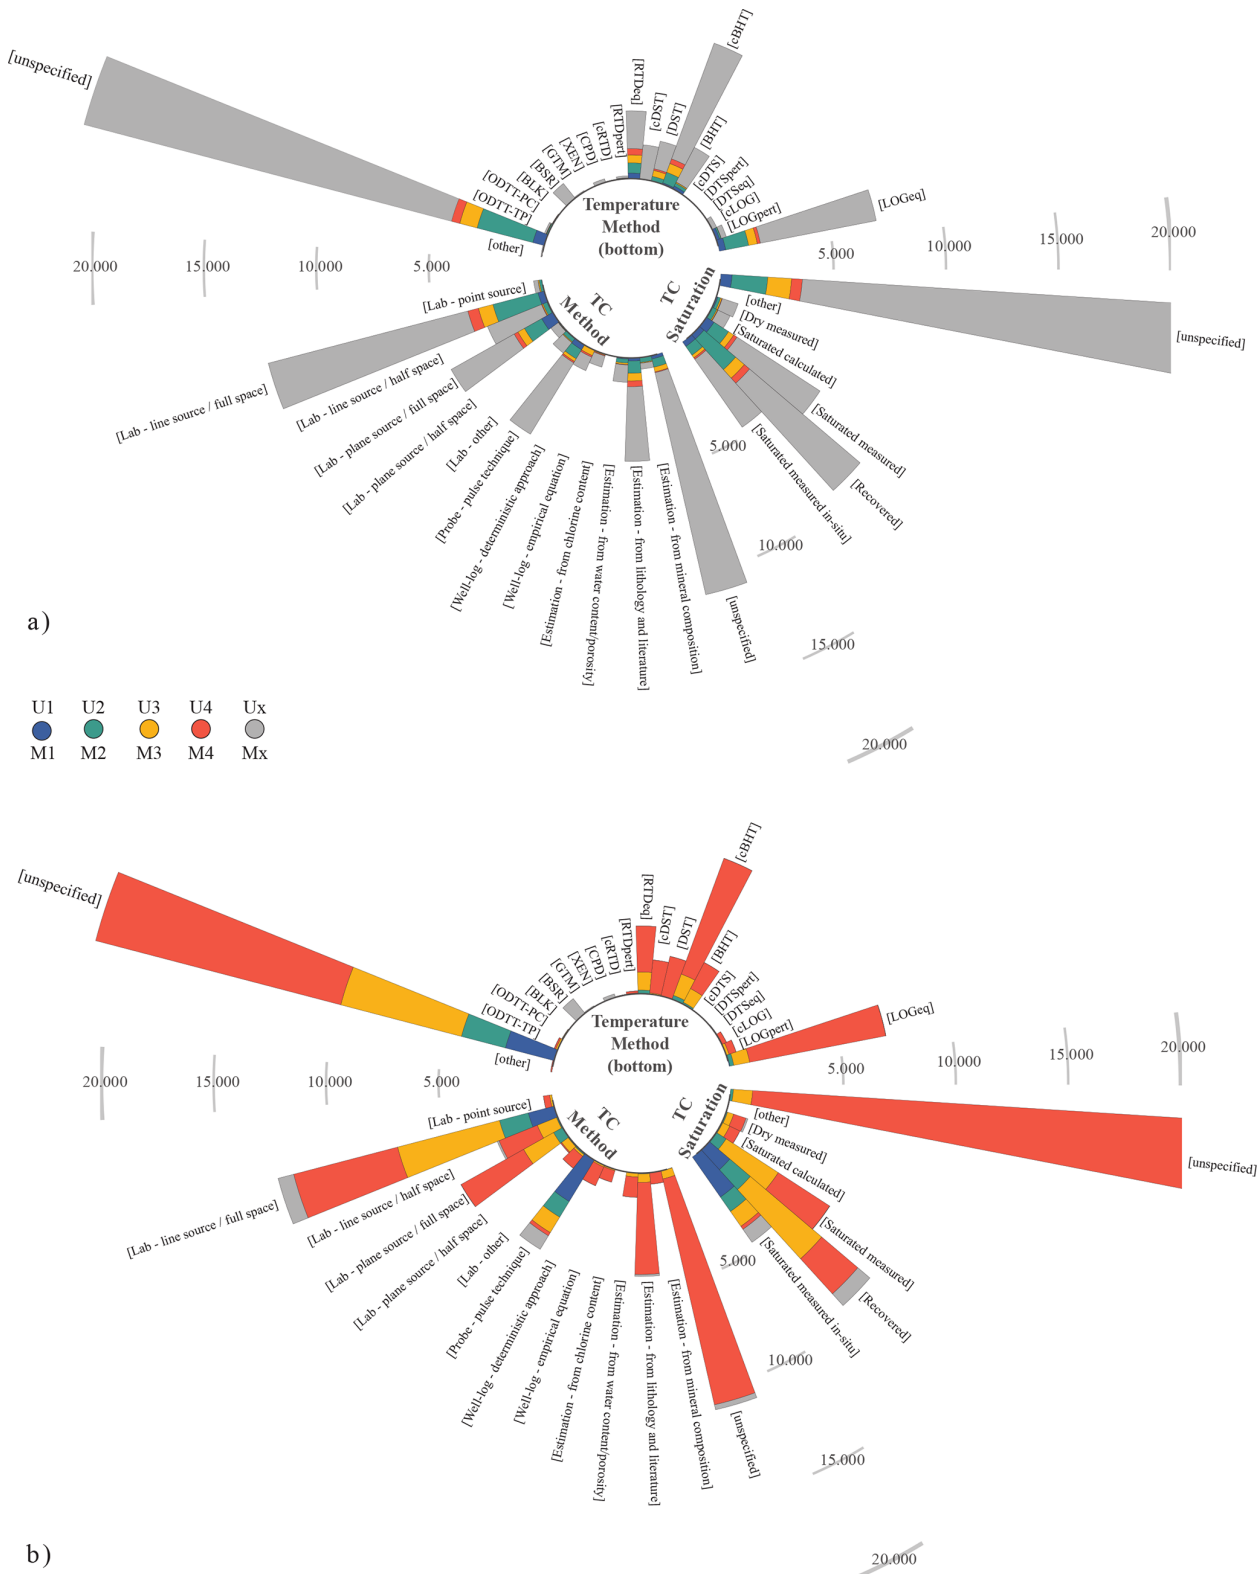 [unspecified]
[other]
[ODTT-TP]
[ODTT-PC]
[BLK]
[BSR]
[GTM]
[XEN]
[CPD]
[cRTD]
[RTDpert]
[RTDeq]
[cDST]
[DST]
[cBHT]
[BHT]
[cDTS]
[DTSpert]
[DTSeq]
[cLOG]
[LOGpert]
[LOGeq]
Temperature
Method
(bottom)
20.000
15.000
10.000
5.000
5.000
10.000
15.000
20.000
TC
Method
TC
Saturation
[other]
[unspecified]
[Dry measured]
[Saturated calculated]
[Saturated measured]
[Recovered]
[Saturated measured in-situ]
[Lab - point source]
[Lab - line source / full space]
[Lab - line source / half space]
[Lab - plane source / full space]
[Lab - plane source / half space]
[Lab - other]
[Probe - pulse technique]
[Well-log - deterministic approach]
[Well-log - empirical equation]
[Estimation - from chlorine content]
[Estimation - from water content/porosity]
[Estimation - from lithology and literature]
[Estimation - from mineral composition]
[unspecified]
5.000
10.000
15.000
20.000
a)
U1 U2 U3 U4 Ux
M1 M2 M3 M4 Mx
[unspecified]
[other]
[ODTT-TP]
[ODTT-PC]
[BLK]
[BSR]
[GTM]
[XEN]
[CPD]
[cRTD]
[RTDpert]
[RTDeq]
[cDST]
[DST]
[cBHT]
[BHT]
[cDTS]
[DTSpert]
[DTSeq]
[cLOG]
[LOGpert]
[LOGeq]
Temperature
Method
(bottom)
20.000
15.000
10.000
5.000
5.000
10.000
15.000
20.000
TC
Method
TC
Saturation
[other]
[unspecified]
[Dry measured]
[Saturated calculated]
[Saturated measured]
[Recovered]
[Saturated measured in-situ]
[Lab - point source]
[Lab - line source / full space]
[Lab - line source / half space]
[Lab - plane source / full space]
[Lab - plane source / half space]
[Lab - other]
[Probe - pulse technique]
[Well-log - deterministic approach]
[Well-log - empirical equation]
[Estimation - from chlorine content]
[Estimation - from water content/porosity]
[Estimation - from lithology and literature]
[Estimation - from mineral composition]
[unspecified]
5.000
10.000
15.000
20.000
b)